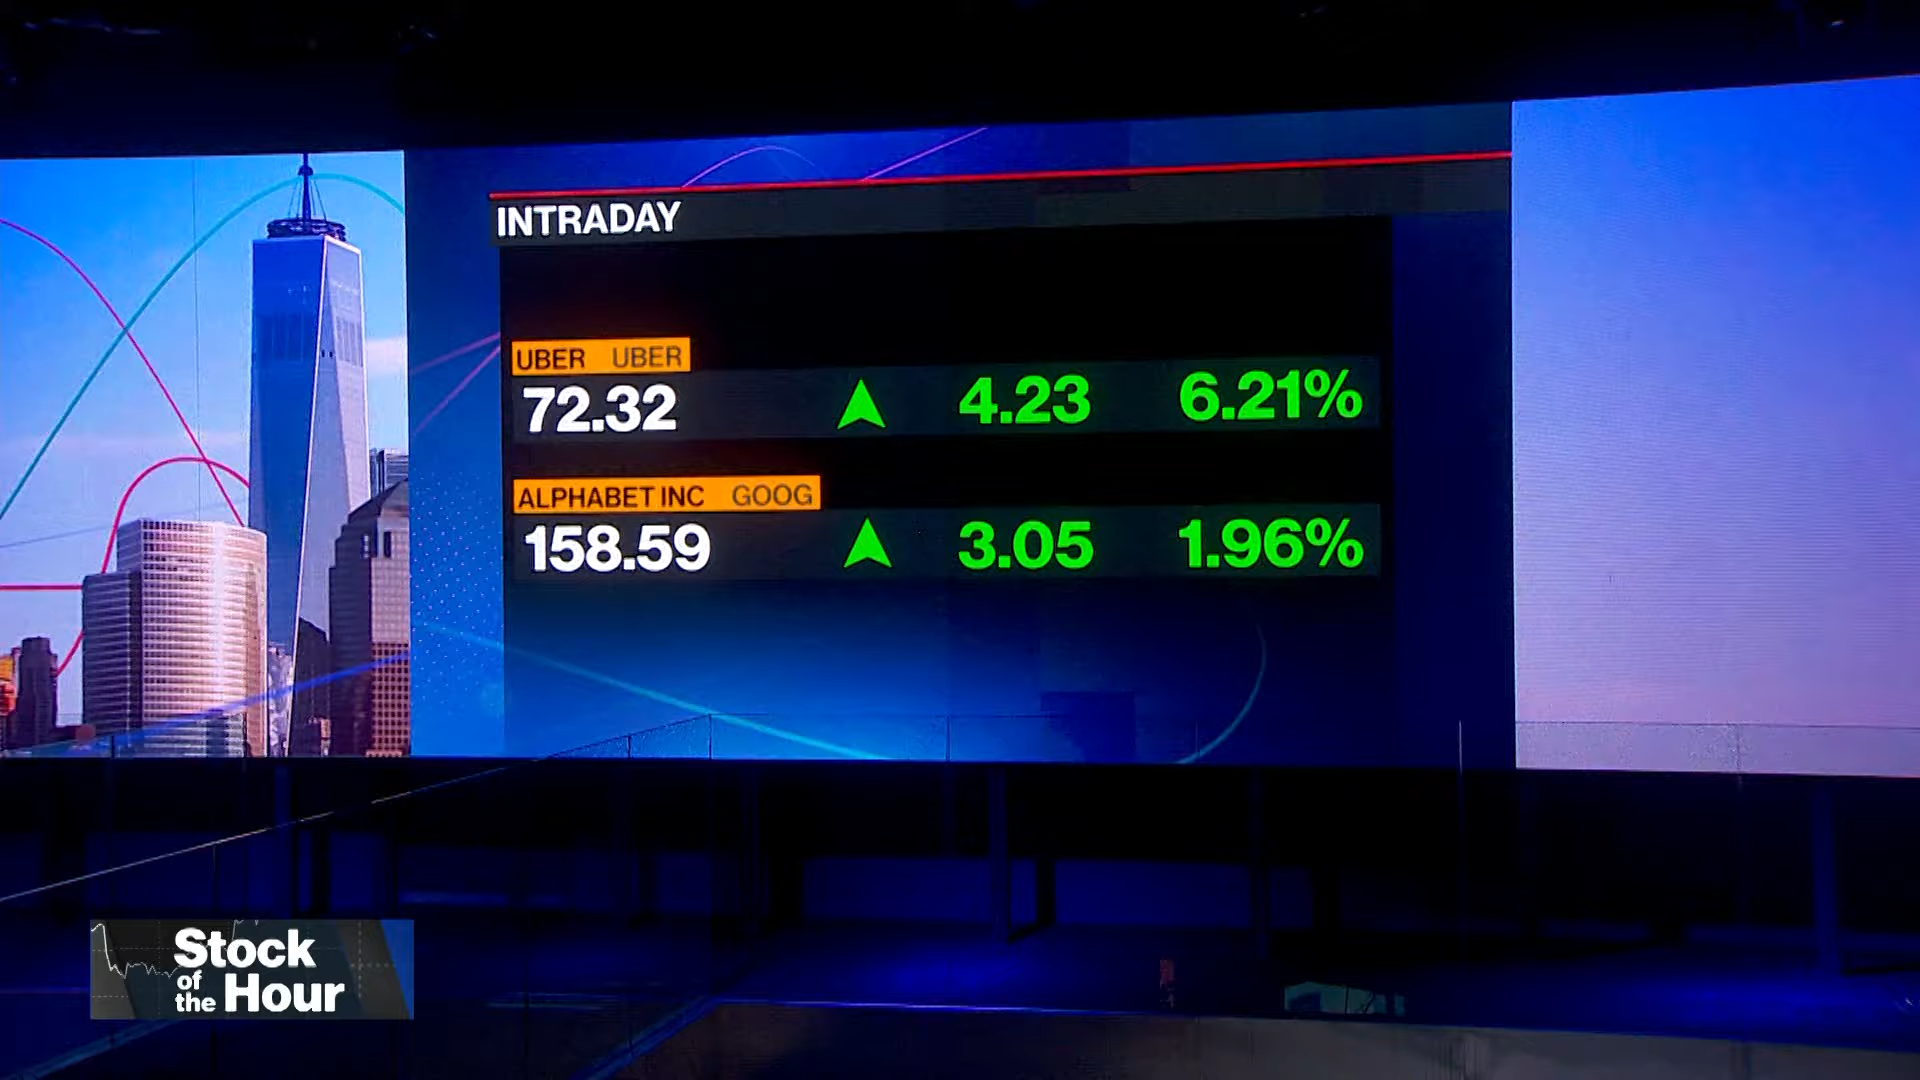 INTRADAY
UBER UBER
72.32 ▲ 4.23 6.21%
ALPHABET INC GOOG
158.59 ▲ 3.05 1.96%
Stock
of
the Hour